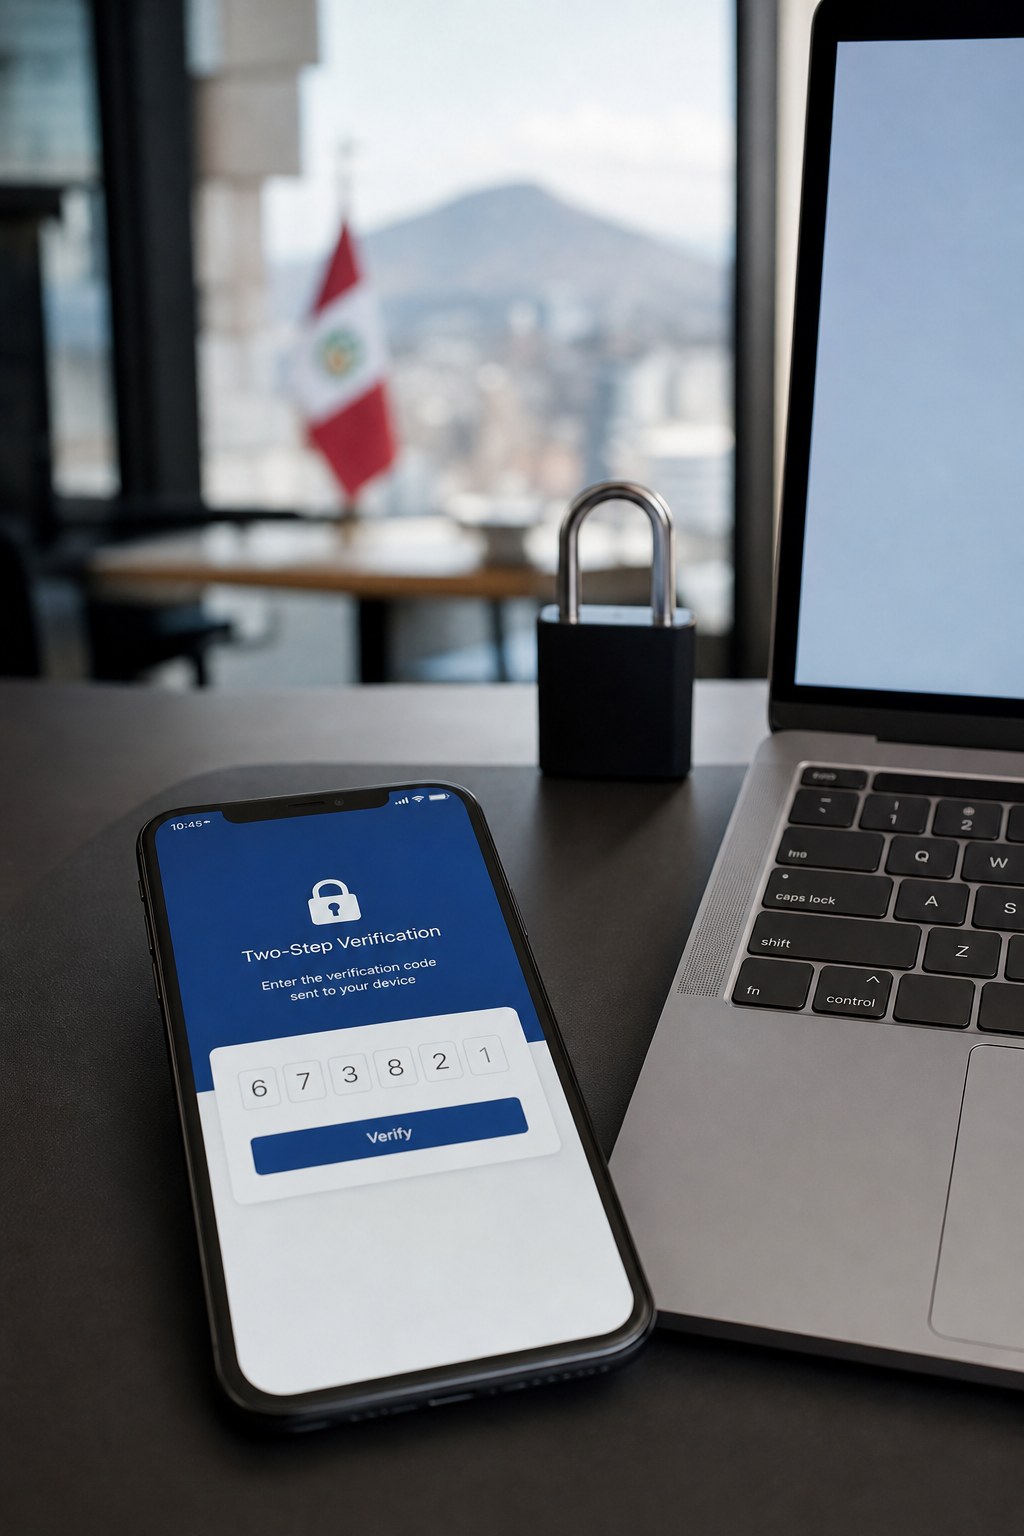 10:45
Two-Step Verification
Enter the verification code
sent to your device
6 7 3 8 2 1
Verify
1
2
Q
W
caps lock
A
S
shift
Z
fn
control